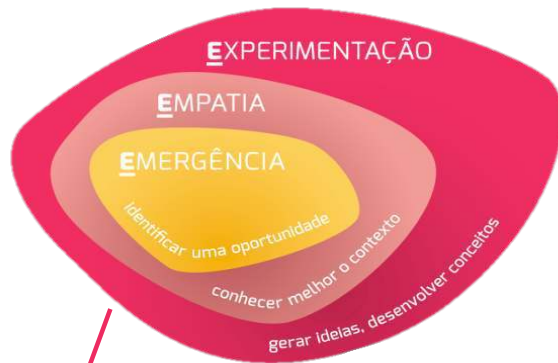 EXPERIMENTAÇÃO
EMPATIA
EMERGÊNCIA
identificar uma oportunidade
conhecer melhor o contexto
gerar ideias, desenvolver conceitos